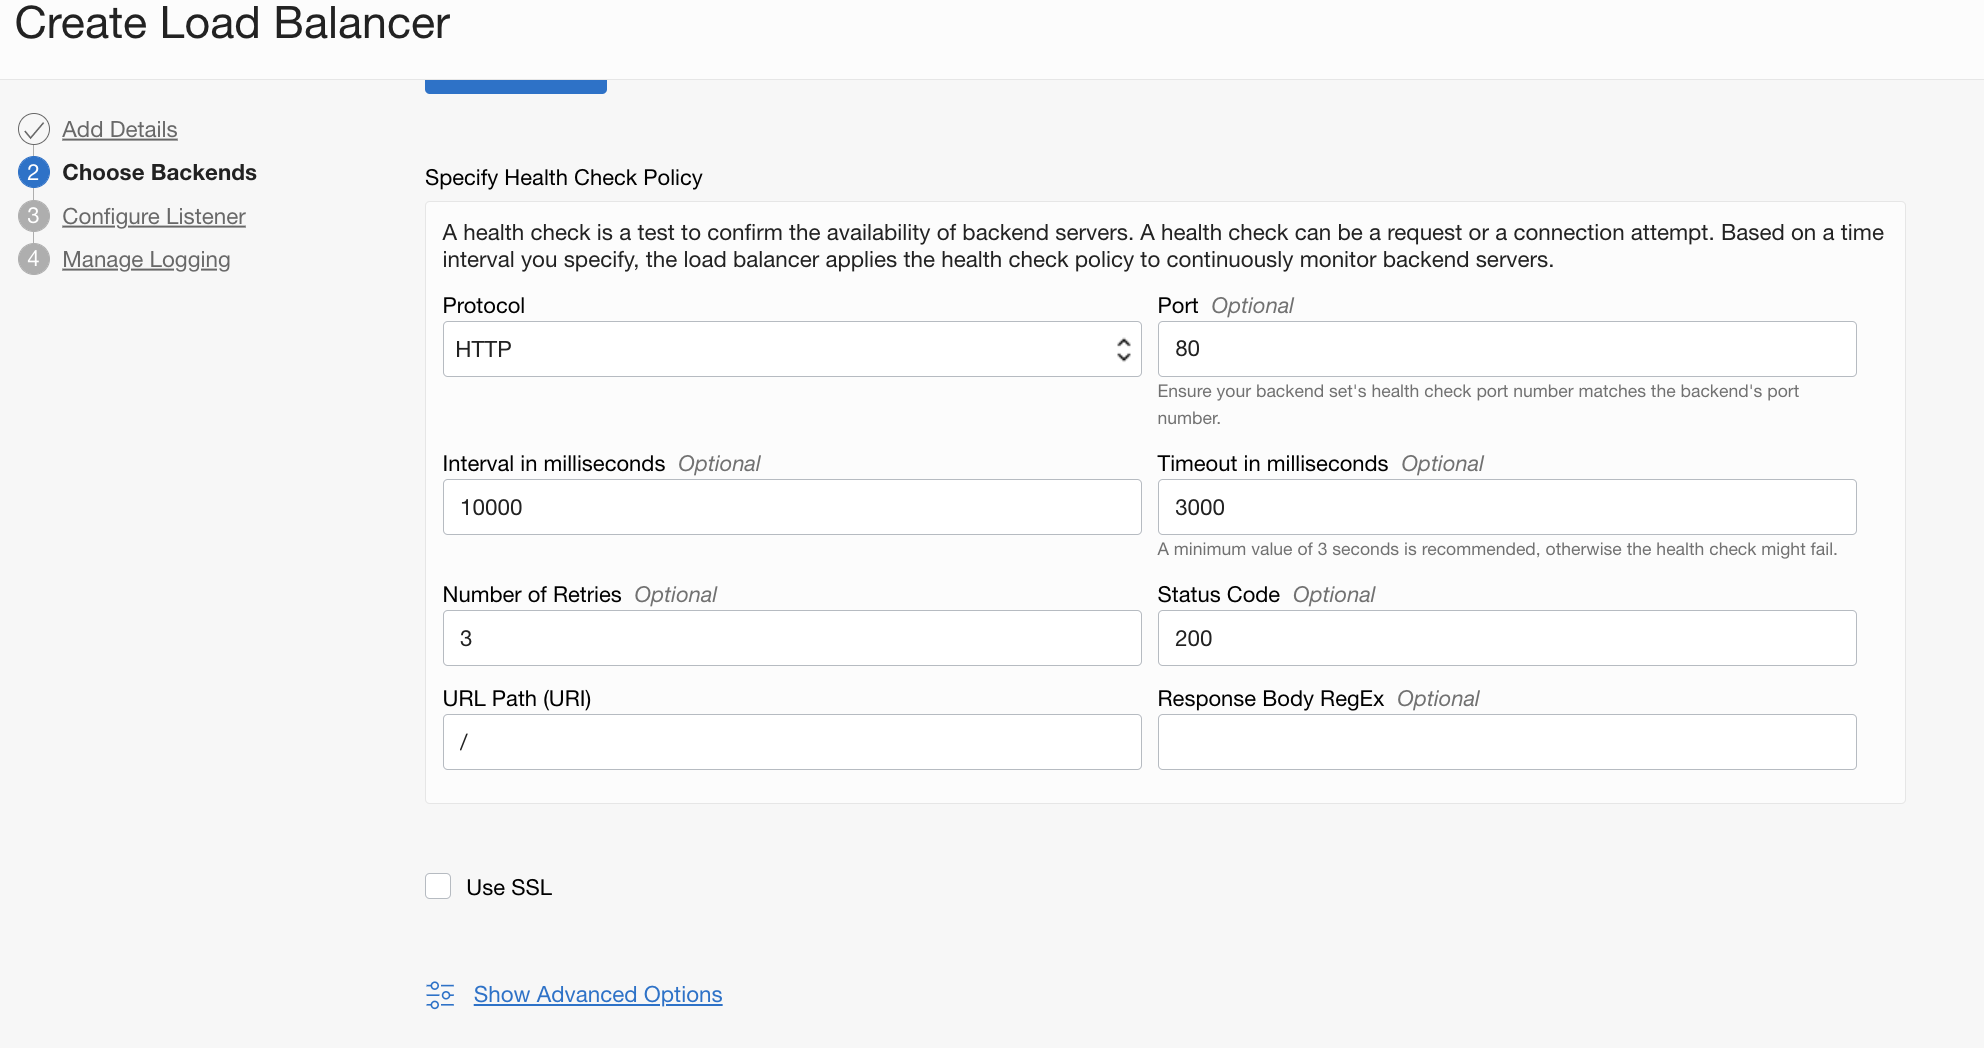 Create Load Balancer
Add Details
2 Choose Backends
3 Configure Listener
4 Manage Logging
Specify Health Check Policy
A health check is a test to confirm the availability of backend servers. A health check can be a request or a connection attempt. Based on a time
interval you specify, the load balancer applies the health check policy to continuously monitor backend servers.
Protocol
HTTP
Port Optional
80
Ensure your backend set's health check port number matches the backend's port
number.
Interval in milliseconds Optional
10000
Timeout in milliseconds Optional
3000
A minimum value of 3 seconds is recommended, otherwise the health check might fail.
Number of Retries Optional
3
Status Code Optional
200
URL Path (URI)
/
Response Body RegEx Optional
Use SSL
Show Advanced Options